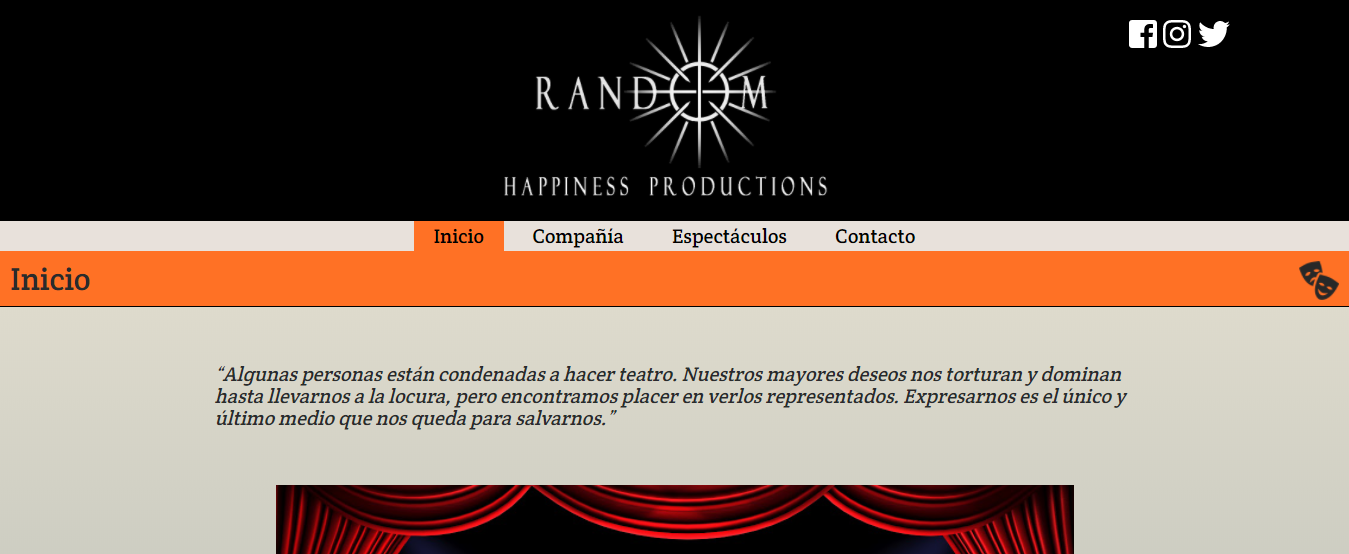 RANDOM
HAPPINESS PRODUCTIONS
Inicio Compañía Espectáculos Contacto
Inicio
“Algunas personas están condenadas a hacer teatro. Nuestros mayores deseos nos torturan y dominan
hasta llevarnos a la locura, pero encontramos placer en verlos representados. Expresarnos es el único y
último medio que nos queda para salvarnos.”